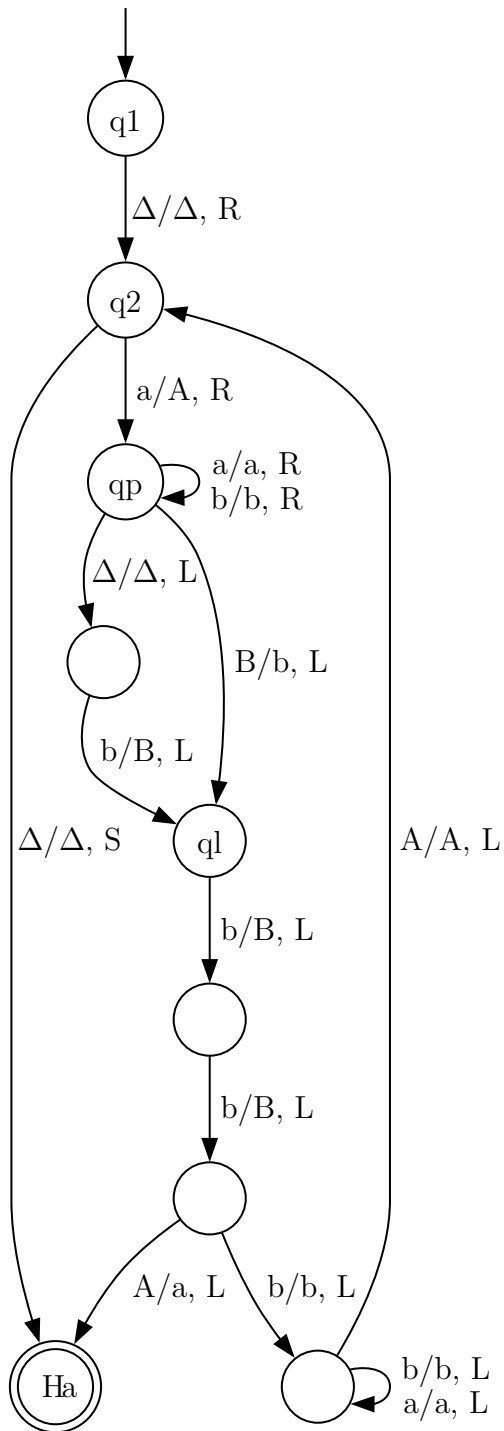 q1
Δ/Δ, R
q2
a/A, R
qp
a/a, R
b/b, R
Δ/Δ, L
B/b, L
b/B, L
Δ/Δ, S
ql
A/A, L
b/B, L
b/B, L
A/a, L
b/b, L
Ha
b/b, L
a/a, L